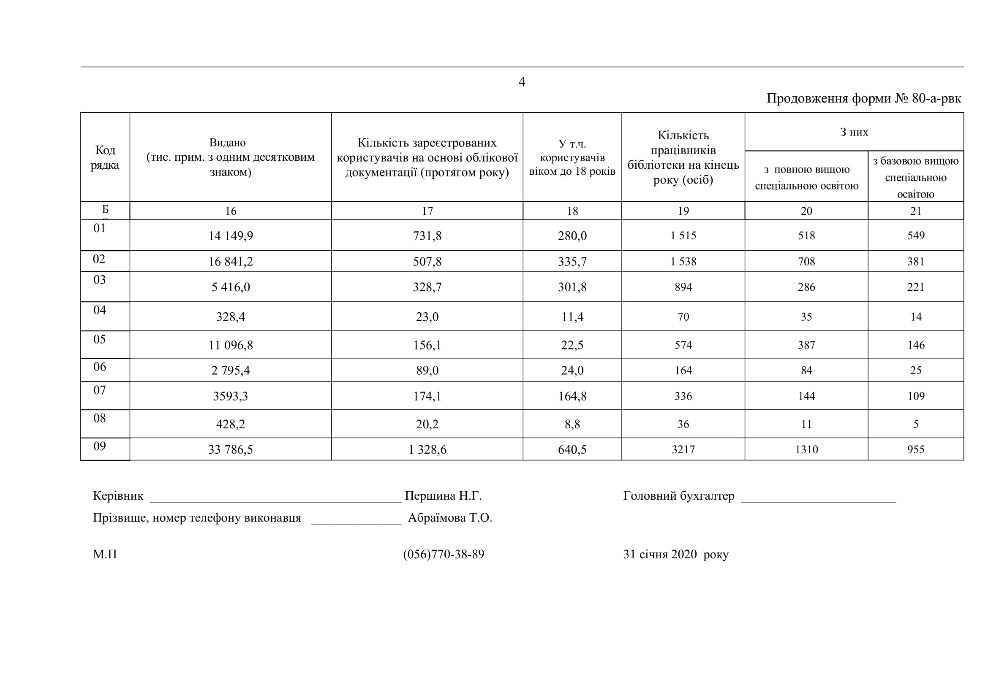 4
Продовження форми № 80-а-рвк
Код рядка | Видано (тис. прим. з одним десятковим знаком) | Кількість зареєстрованих користувачів на основі облікової документації (протягом року) | У т.ч. користувачів віком до 18 років | Кількість працівників бібліотеки на кінець року (осіб) | З них
з повною вищою спеціальною освітою | з базовою вищою спеціальною освітою
Б | 16 | 17 | 18 | 19 | 20 | 21
01 | 14 149,9 | 731,8 | 280,0 | 1 515 | 518 | 549
02 | 16 841,2 | 507,8 | 335,7 | 1 538 | 708 | 381
03 | 5 416,0 | 328,7 | 301,8 | 894 | 286 | 221
04 | 328,4 | 23,0 | 11,4 | 70 | 35 | 14
05 | 11 096,8 | 156,1 | 22,5 | 574 | 387 | 146
06 | 2 795,4 | 89,0 | 24,0 | 164 | 84 | 25
07 | 3593,3 | 174,1 | 164,8 | 336 | 144 | 109
08 | 428,2 | 20,2 | 8,8 | 36 | 11 | 5
09 | 33 786,5 | 1 328,6 | 640,5 | 3217 | 1310 | 955
Керівник ________________ Першина Н.Г. Головний бухгалтер ________________
Прізвище, номер телефону виконавця ________________ Абраїмова Т.О.
М.П (056)770-38-89 31 січня 2020 року